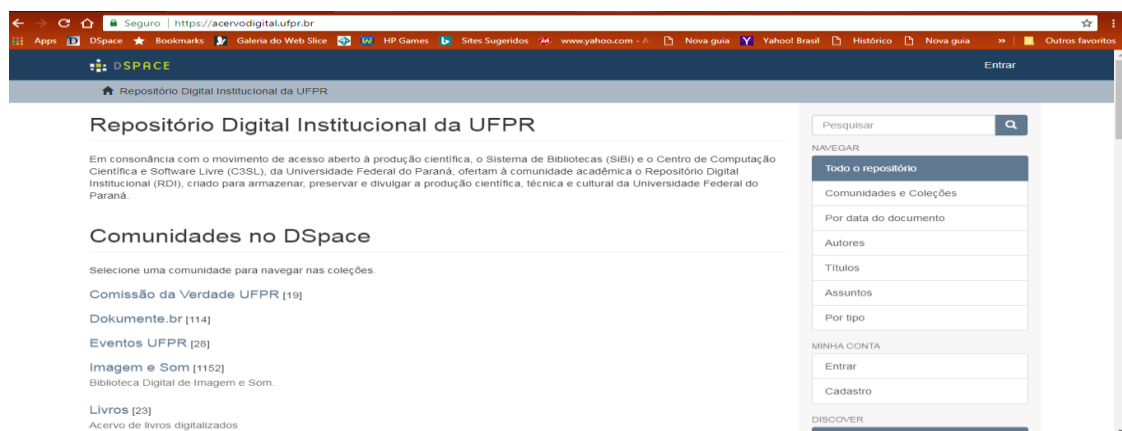 Seguro | https://acervodigital.ufpr.br
Apps DSpace Bookmarks Galeria do Web Slice HP Games Sites Sugeridos www.yahoo.com - A Nova guia Yahoo! Brasil Histórico Nova guia » Outros favoritos
DSPACE Entrar
Repositório Digital Institucional da UFPR
Repositório Digital Institucional da UFPR
Em consonância com o movimento de acesso aberto à produção científica, o Sistema de Bibliotecas (SiBi) e o Centro de Computação
Científica e Software Livre (C3SL), da Universidade Federal do Paraná, ofertam à comunidade acadêmica o Repositório Digital
Institucional (RDI), criado para armazenar, preservar e divulgar a produção científica, técnica e cultural da Universidade Federal do
Paraná.
Comunidades no DSpace
Selecione uma comunidade para navegar nas coleções.
Comissão da Verdade UFPR [19]
Dokumente.br [114]
Eventos UFPR [28]
Imagem e Som [1152]
Biblioteca Digital de Imagem e Som.
Livros [23]
Acervo de livros digitalizados
Pesquisar
NAVEGAR
Todo o repositório
Comunidades e Coleções
Por data do documento
Autores
Títulos
Assuntos
Por tipo
MINHA CONTA
Entrar
Cadastro
DISCOVER